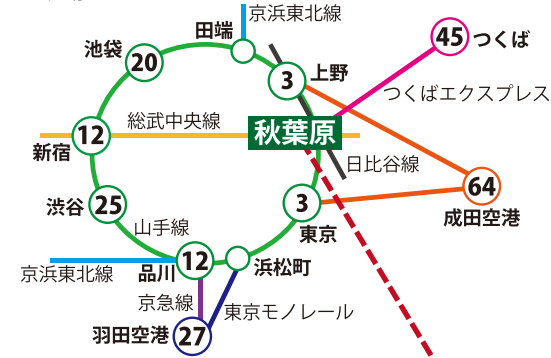 京浜東北線
田端
45
つくば
池袋
20
3
上野
つくばエクスプレス
総武中央線
12
秋葉原
新宿
日比谷線
64
渋谷
25
3
成田空港
山手線
東京
京浜東北線
品川
12
浜松町
京急線
東京モノレール
羽田空港
27